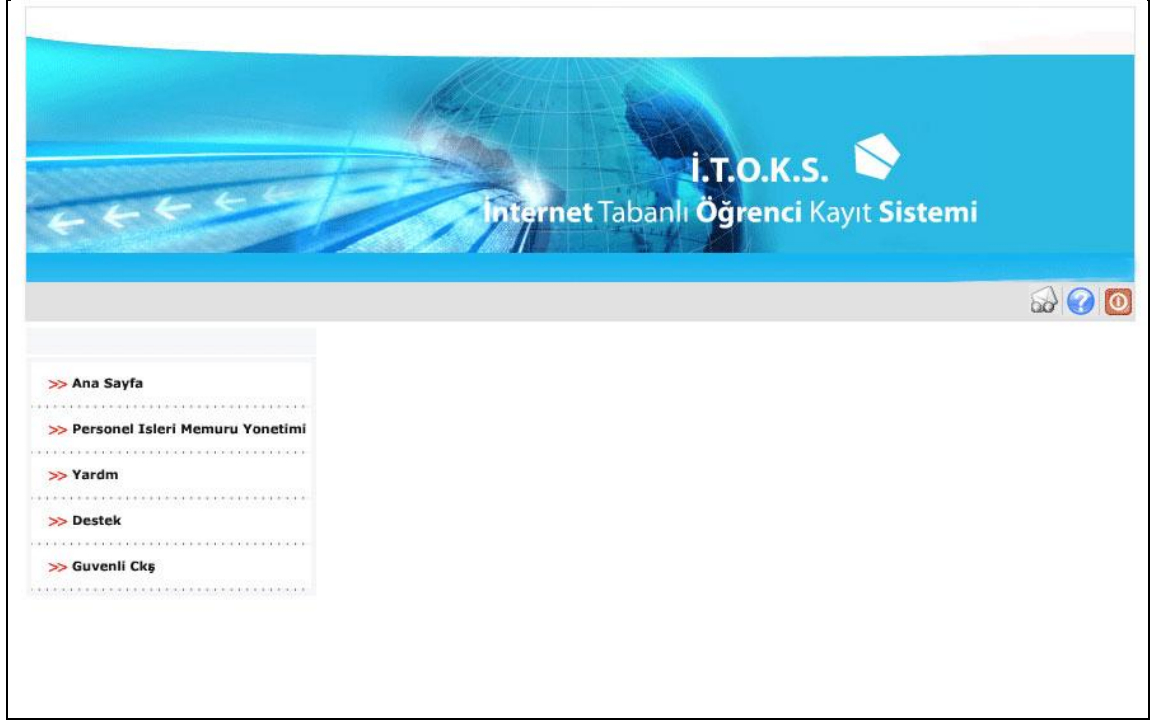 İ.T.O.K.S.
İnternet Tabanlı Öğrenci Kayıt Sistemi
>> Ana Sayfa
>> Personel Isleri Memuru Yonetimi
>> Yardm
>> Destek
>> Guvenli Ckş